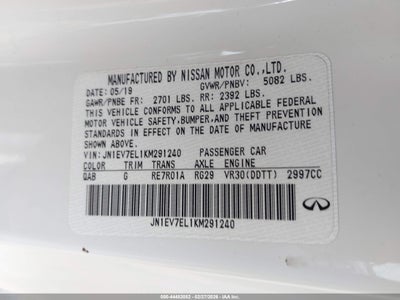 MANUFACTURED BY NISSAN MOTOR CO.,LTD.
DATE: 05/19 GVWR/PNBV: 5082 LBS.
GAWR/PNBE FR: 2701 LBS. RR: 2392 LBS.
THIS VEHICLE CONFORMS TO ALL APPLICABLE FEDERAL
MOTOR VEHICLE SAFETY,BUMPER,AND THEFT PREVENTION
STANDARDS IN EFFECT ON THE DATE OF MANUFACTURE
SHOWN ABOVE.
VIN: JN1EV7EL1KM291240 PASSENGER CAR
COLOR TRIM TRANS AXLE ENGINE
QAB G RE7R01A RG29 VR30(DDTT) 2997CC
JN1EV7EL1KM291240
INFINITI